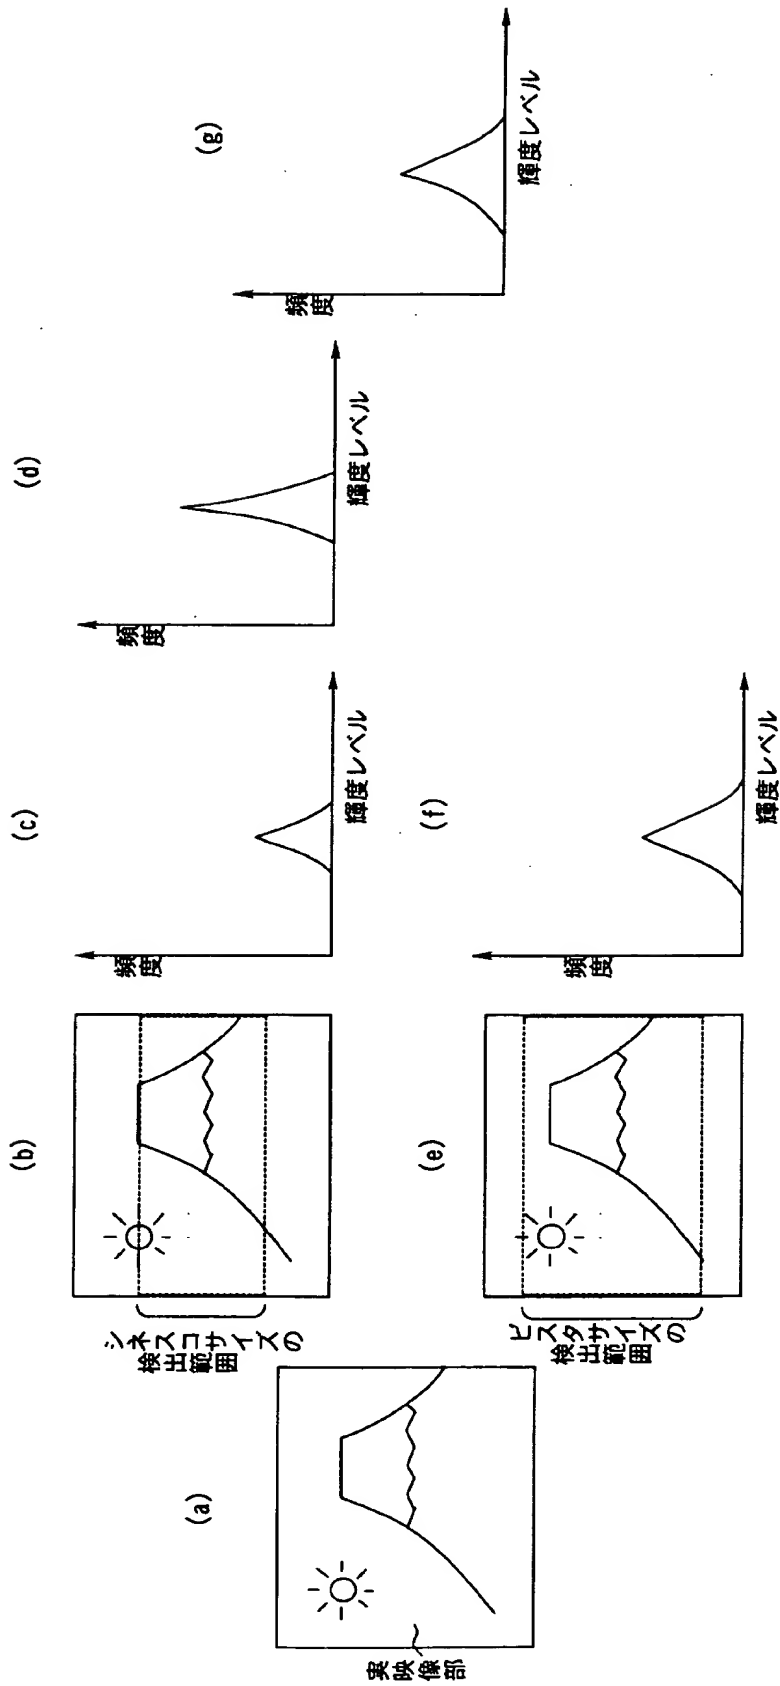 (a)
実映像部
(b)
シネスコサイズの
検出範囲
(c)
頻度
輝度レベル
(d)
頻度
輝度レベル
(e)
ビスタサイズの
検出範囲
(f)
頻度
輝度レベル
(g)
頻度
輝度レベル